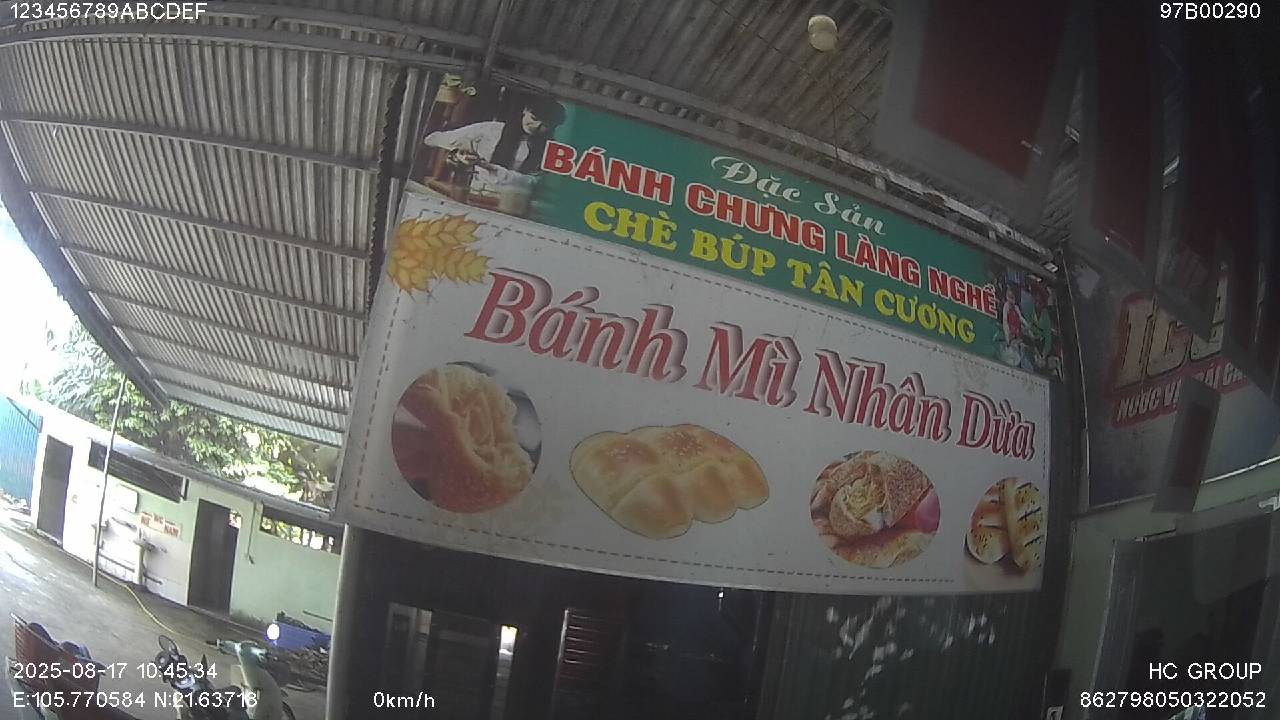 123456789ABCDEF
97B00290
Đặc Sản
BÁNH CHƯNG LÀNG NGHỀ
CHÈ BÚP TÂN CƯƠNG
Bánh Mì Nhân Dừa
NƯỚC
2025-08-17 10:45:34
HC GROUP
E:105.770584 N:21.63718
0km/h
862798050322052